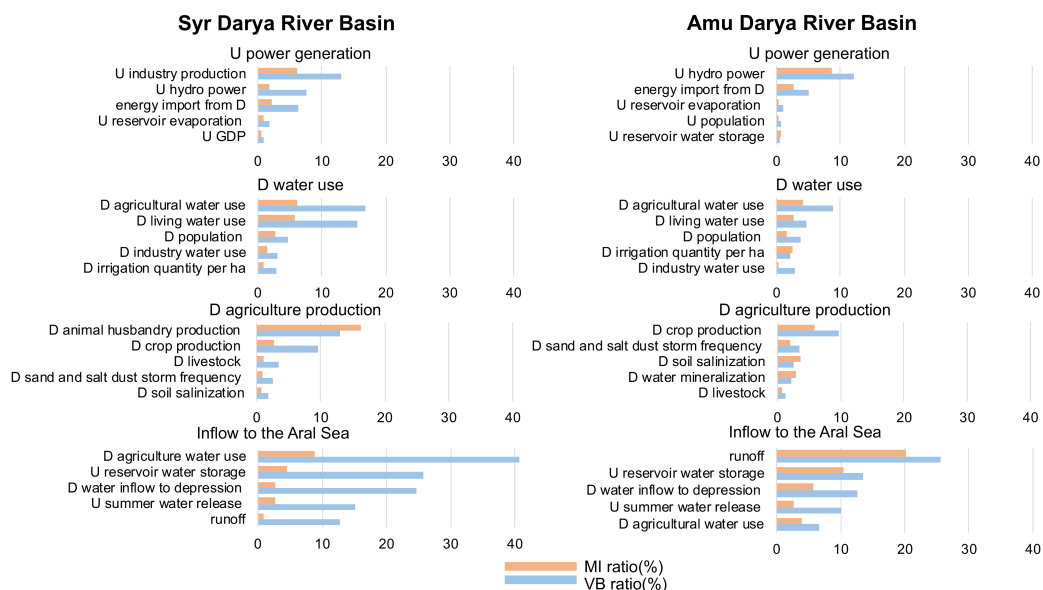 Syr Darya River Basin
U power generation
U industry production
U hydro power
energy import from D
U reservoir evaporation
U GDP
0 10 20 30 40
D water use
D agricultural water use
D living water use
D population
D industry water use
D irrigation quantity per ha
0 10 20 30 40
D agriculture production
D animal husbandry production
D crop production
D livestock
D sand and salt dust storm frequency
D soil salinization
0 10 20 30 40
Inflow to the Aral Sea
D agriculture water use
U reservoir water storage
D water inflow to depression
U summer water release
runoff
0 10 20 30 40
Amu Darya River Basin
U power generation
U hydro power
energy import from D
U reservoir evaporation
U population
U reservoir water storage
0 10 20 30 40
D water use
D agricultural water use
D living water use
D population
D irrigation quantity per ha
D industry water use
0 10 20 30 40
D agriculture production
D crop production
D sand and salt dust storm frequency
D soil salinization
D water mineralization
D livestock
0 10 20 30 40
Inflow to the Aral Sea
runoff
U reservoir water storage
D water inflow to depression
U summer water release
D agricultural water use
0 10 20 30 40
MI ratio(%)
VB ratio(%)